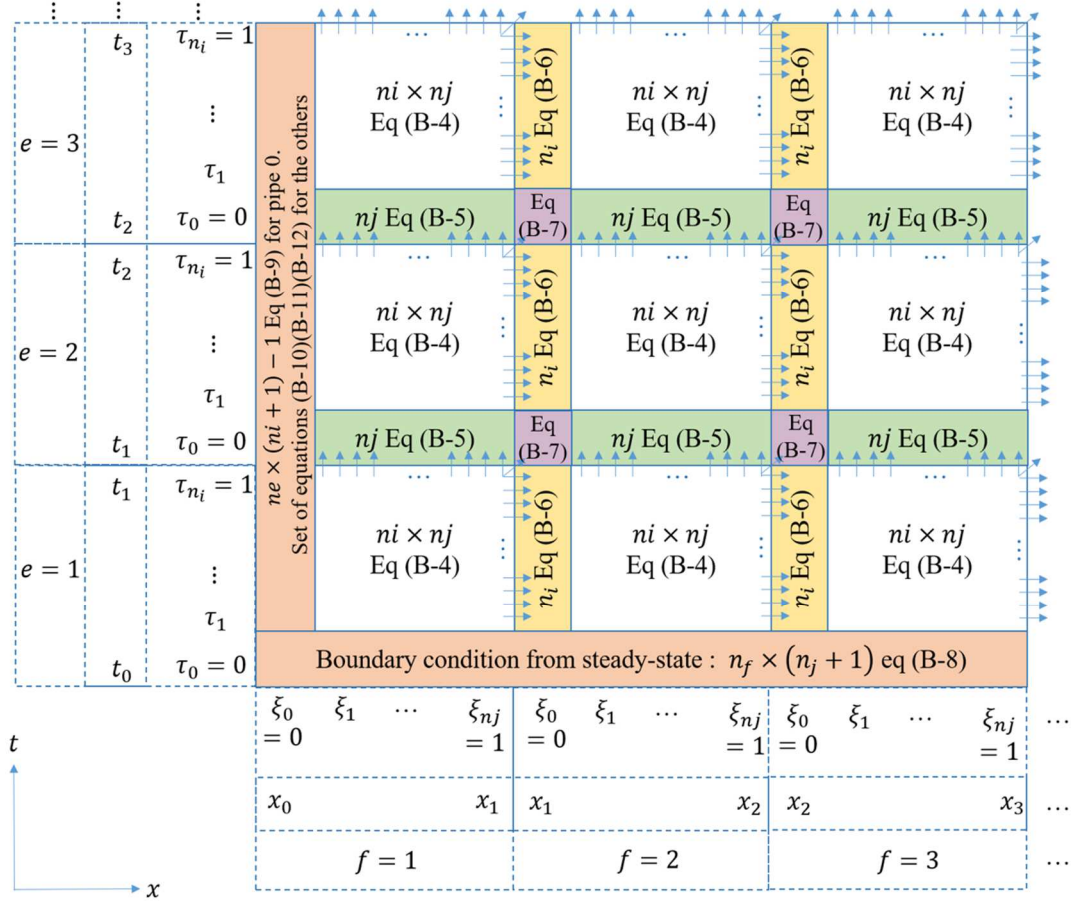 ⋮ ⋮ ⋮
t₃ τₙᵢ = 1 ⋯ ⋯ ⋯
ni × nj ni × nj ni × nj
Eq (B-4) nᵢ Eq (B-6) Eq (B-4) nᵢ Eq (B-6) Eq (B-4)
⋮ ⋮ ⋮ ⋮
e = 3
τ₁
Eq Eq
t₂ τ₀ = 0 nj Eq (B-5) (B-7) nj Eq (B-5) (B-7) nj Eq (B-5)
t₂ τₙᵢ = 1 ⋯ ⋯ ⋯
ni × nj ni × nj ni × nj
Eq (B-4) nᵢ Eq (B-6) Eq (B-4) nᵢ Eq (B-6) Eq (B-4)
e = 2 ⋮ ⋮ ⋮ ⋮
τ₁
Eq Eq
t₁ τ₀ = 0 nj Eq (B-5) (B-7) nj Eq (B-5) (B-7) nj Eq (B-5)
t₁ τₙᵢ = 1 ⋯ ⋯ ⋯
ni × nj ni × nj ni × nj
Eq (B-4) nᵢ Eq (B-6) Eq (B-4) nᵢ Eq (B-6) Eq (B-4)
e = 1 ⋮ ⋮ ⋮ ⋮
τ₁
t₀ τ₀ = 0
ne × (ni + 1) − 1 Eq (B-9) for pipe 0.
Set of equations (B-10)(B-11)(B-12) for the others
Boundary condition from steady-state : n_f × (n_j + 1) eq (B-8)
ξ₀ ξ₁ ⋯ ξₙⱼ ξ₀ ξ₁ ⋯ ξₙⱼ ξ₀ ξ₁ ⋯ ξₙⱼ ⋯
= 0 = 1 = 0 = 1 = 0 = 1
x₀ x₁ x₁ x₂ x₂ x₃ ⋯
f = 1 f = 2 f = 3 ⋯
t
x